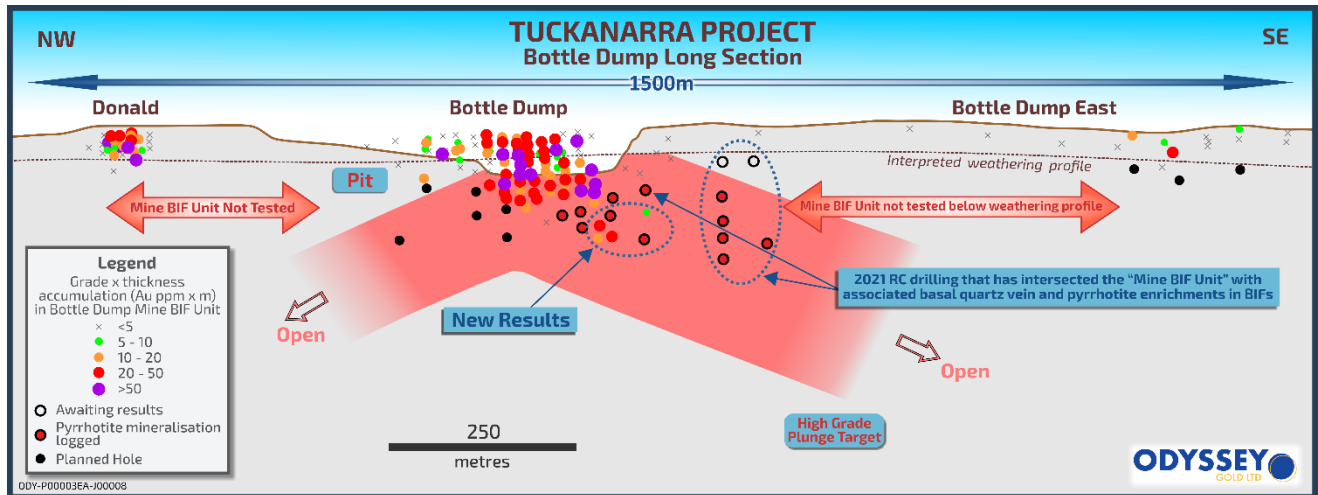 NW
TUCKANARRA PROJECT
SE
Bottle Dump Long Section
1500m
Donald
Bottle Dump
Bottle Dump East
Interpreted weathering profile
Pit
Mine BIF Unit Not Tested
Mine BIF Unit not tested below weathering profile
Legend
Grade x thickness
accumulation (Au ppm x m)
in Bottle Dump Mine BIF Unit
<5
5 - 10
10 - 20
20 - 50
>50
Awaiting results
Pyrrhotite mineralisation
logged
Planned Hole
2021 RC drilling that has intersected the “Mine BIF Unit” with
associated basal quartz vein and pyrrhotite enrichments in BIFs
New Results
Open
Open
High Grade
Plunge Target
250
metres
ODYSSEY
GOLD LTD
ODY-P00003EA-J00008